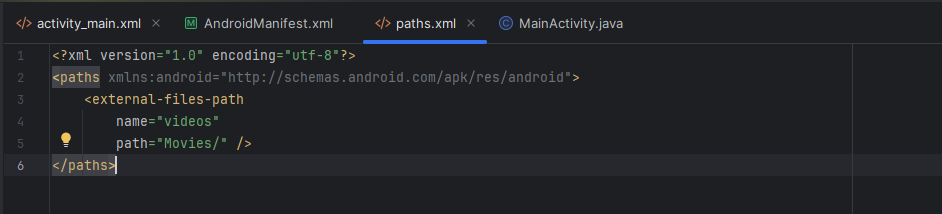 activity_main.xml AndroidManifest.xml paths.xml MainActivity.java
1 <?xml version="1.0" encoding="utf-8"?>
2 <paths xmlns:android="http://schemas.android.com/apk/res/android">
3 <external-files-path
4 name="videos"
5 path="Movies/" />
6 </paths>